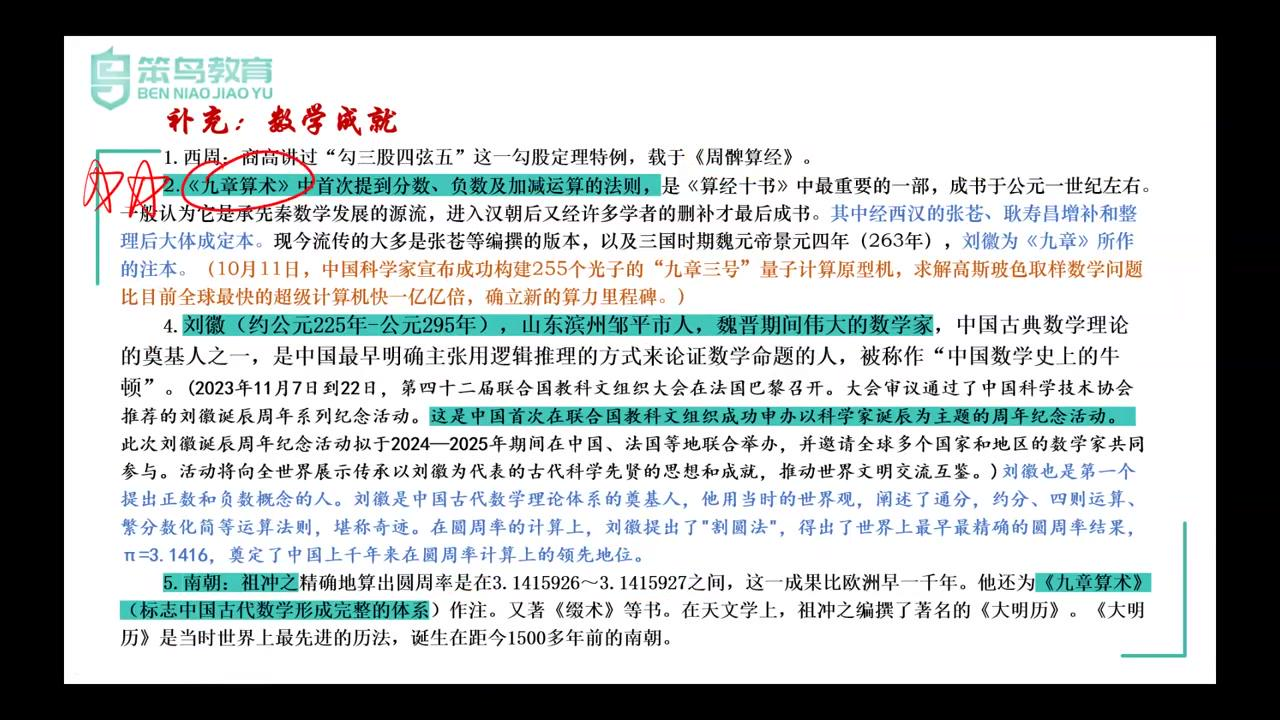 笨鸟教育
BEN NIAO JIAO YU
补充：数学成就
1.西周：商高讲过“勾三股四弦五”这一勾股定理特例，载于《周髀算经》。
2.《九章算术》中首次提到分数、负数及加减运算的法则，是《算经十书》中最重要的一部，成书于公元一世纪左右。
一般认为它是承先秦数学发展的源流，进入汉朝后又经许多学者的删补才最后成书。其中经西汉的张苍、耿寿昌增补和整
理后大体成定本。现今流传的大多是张苍等编撰的版本，以及三国时期魏元帝景元四年（263年），刘徽为《九章》所作
的注本。（10月11日，中国科学家宣布成功构建255个光子的“九章三号”量子计算原型机，求解高斯玻色取样数学问题
比目前全球最快的超级计算机快一亿亿倍，确立新的算力里程碑。）
4.刘徽（约公元225年-公元295年），山东滨州邹平市人，魏晋期间伟大的数学家，中国古典数学理论
的奠基人之一，是中国最早明确主张用逻辑推理的方式来论证数学命题的人，被称作“中国数学史上的牛
顿”。(2023年11月7日到22日，第四十二届联合国教科文组织大会在法国巴黎召开。大会审议通过了中国科学技术协会
推荐的刘徽诞辰周年系列纪念活动。这是中国首次在联合国教科文组织成功申办以科学家诞辰为主题的周年纪念活动。
此次刘徽诞辰周年纪念活动拟于2024—2025年期间在中国、法国等地联合举办，并邀请全球多个国家和地区的数学家共同
参与。活动将向全世界展示传承以刘徽为代表的古代科学先贤的思想和成就，推动世界文明交流互鉴。)刘徽也是第一个
提出正数和负数概念的人。刘徽是中国古代数学理论体系的奠基人，他用当时的世界观，阐述了通分，约分、四则运算、
繁分数化简等运算法则，堪称奇迹。在圆周率的计算上，刘徽提出了"割圆法"，得出了世界上最早最精确的圆周率结果，
π=3.1416，奠定了中国上千年来在圆周率计算上的领先地位。
5.南朝：祖冲之精确地算出圆周率是在3.1415926～3.1415927之间，这一成果比欧洲早一千年。他还为《九章算术》
（标志中国古代数学形成完整的体系）作注。又著《缀术》等书。在天文学上，祖冲之编撰了著名的《大明历》。《大明
历》是当时世界上最先进的历法，诞生在距今1500多年前的南朝。